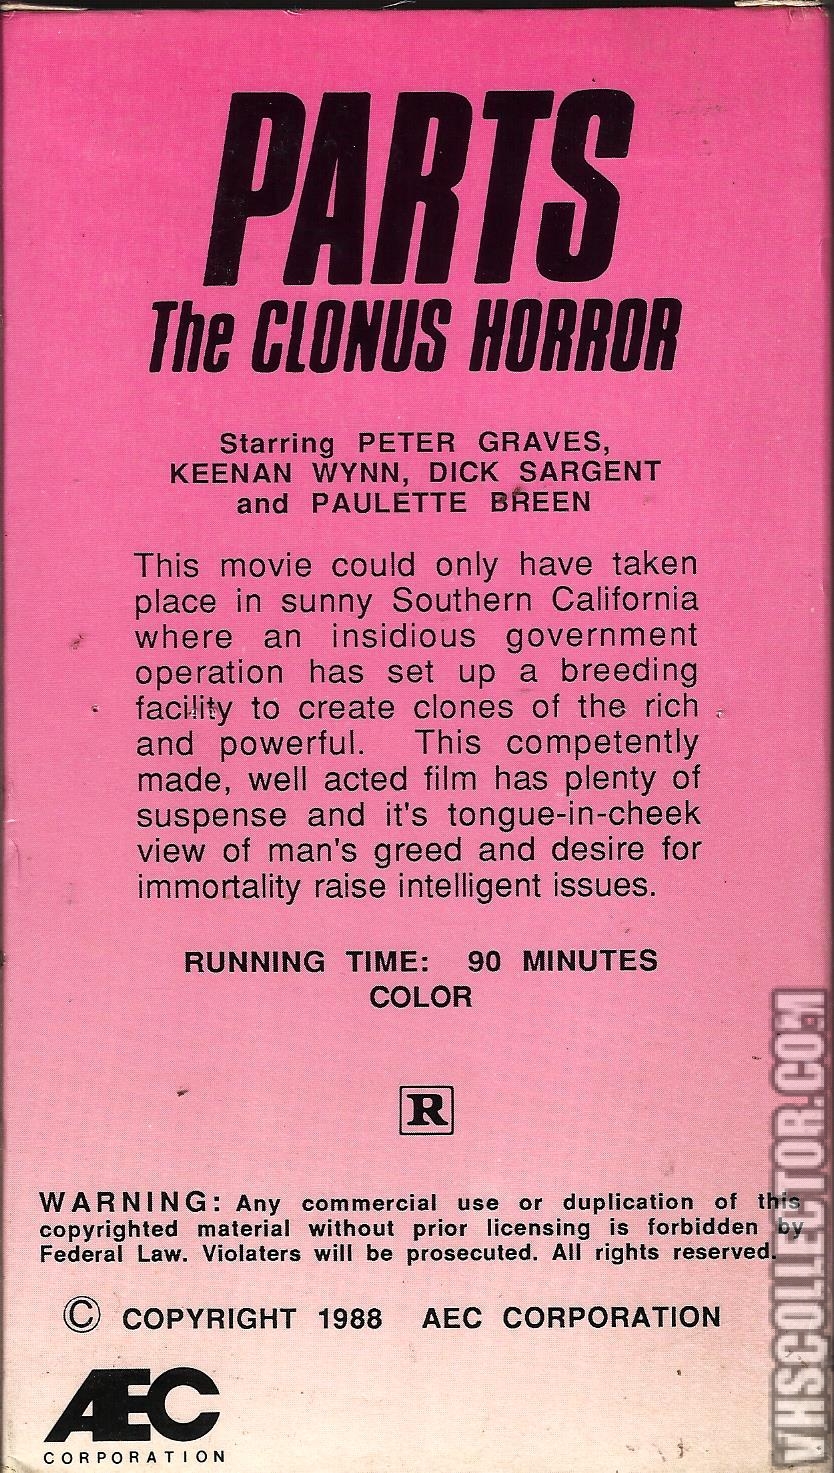 PARTS
The CLONUS HORROR
Starring PETER GRAVES,
KEENAN WYNN, DICK SARGENT
and PAULETTE BREEN
This movie could only have taken
place in sunny Southern California
where an insidious government
operation has set up a breeding
facility to create clones of the rich
and powerful. This competently
made, well acted film has plenty of
suspense and it's tongue-in-cheek
view of man's greed and desire for
immortality raise intelligent issues.
RUNNING TIME: 90 MINUTES
COLOR
R
WARNING: Any commercial use or duplication of this
copyrighted material without prior licensing is forbidden by
Federal Law. Violaters will be prosecuted. All rights reserved.
© COPYRIGHT 1988 AEC CORPORATION
AEC
CORPORATION
VHSCOLLECTOR.COM